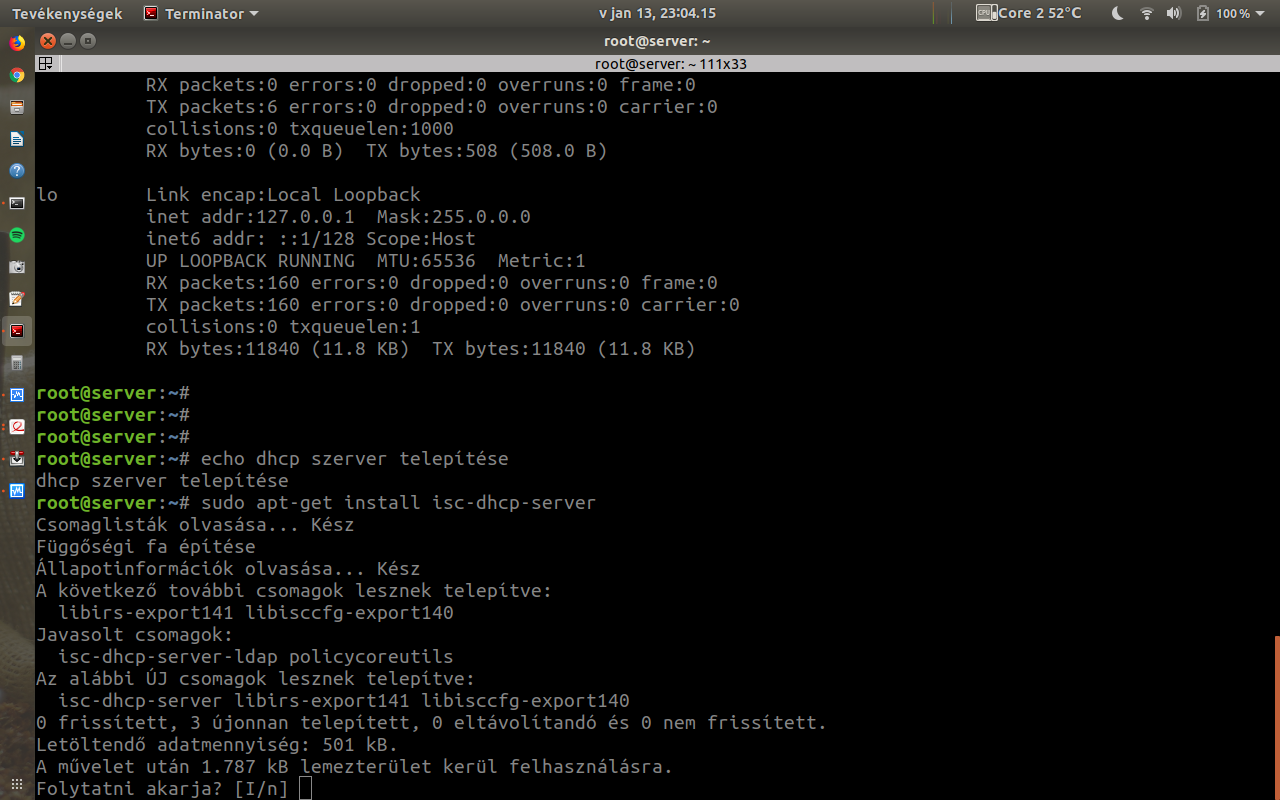 Tevékenységek Terminator v jan 13, 23:04.15 CPU Core 2 52°C 100 %
root@server: ~
root@server: ~ 111x33
RX packets:0 errors:0 dropped:0 overruns:0 frame:0
TX packets:6 errors:0 dropped:0 overruns:0 carrier:0
collisions:0 txqueuelen:1000
RX bytes:0 (0.0 B)  TX bytes:508 (508.0 B)
lo        Link encap:Local Loopback
inet addr:127.0.0.1  Mask:255.0.0.0
inet6 addr: ::1/128 Scope:Host
UP LOOPBACK RUNNING  MTU:65536  Metric:1
RX packets:160 errors:0 dropped:0 overruns:0 frame:0
TX packets:160 errors:0 dropped:0 overruns:0 carrier:0
collisions:0 txqueuelen:1
RX bytes:11840 (11.8 KB)  TX bytes:11840 (11.8 KB)
root@server:~#
root@server:~#
root@server:~#
root@server:~# echo dhcp szerver telepítése
dhcp szerver telepítése
root@server:~# sudo apt-get install isc-dhcp-server
Csomaglisták olvasása... Kész
Függőségi fa építése
Állapotinformációk olvasása... Kész
A következő további csomagok lesznek telepítve:
libirs-export141 libisccfg-export140
Javasolt csomagok:
isc-dhcp-server-ldap policycoreutils
Az alábbi ÚJ csomagok lesznek telepítve:
isc-dhcp-server libirs-export141 libisccfg-export140
0 frissített, 3 újonnan telepített, 0 eltávolítandó és 0 nem frissített.
Letöltendő adatmennyiség: 501 kB.
A művelet után 1.787 kB lemezterület kerül felhasználásra.
Folytatni akarja? [I/n]